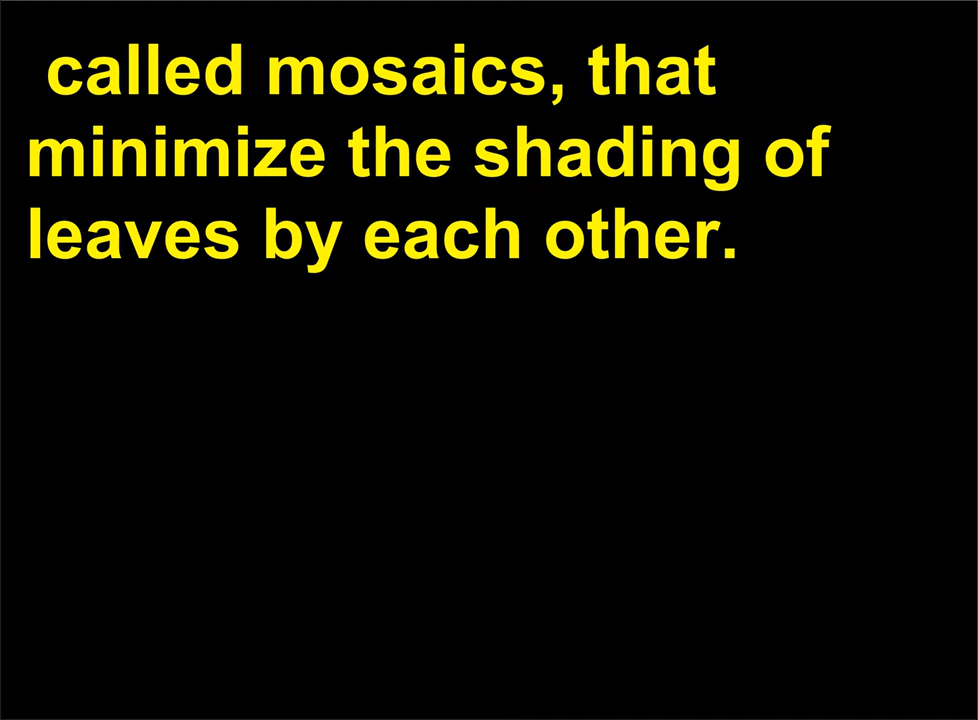 called mosaics, that
minimize the shading of
leaves by each other.